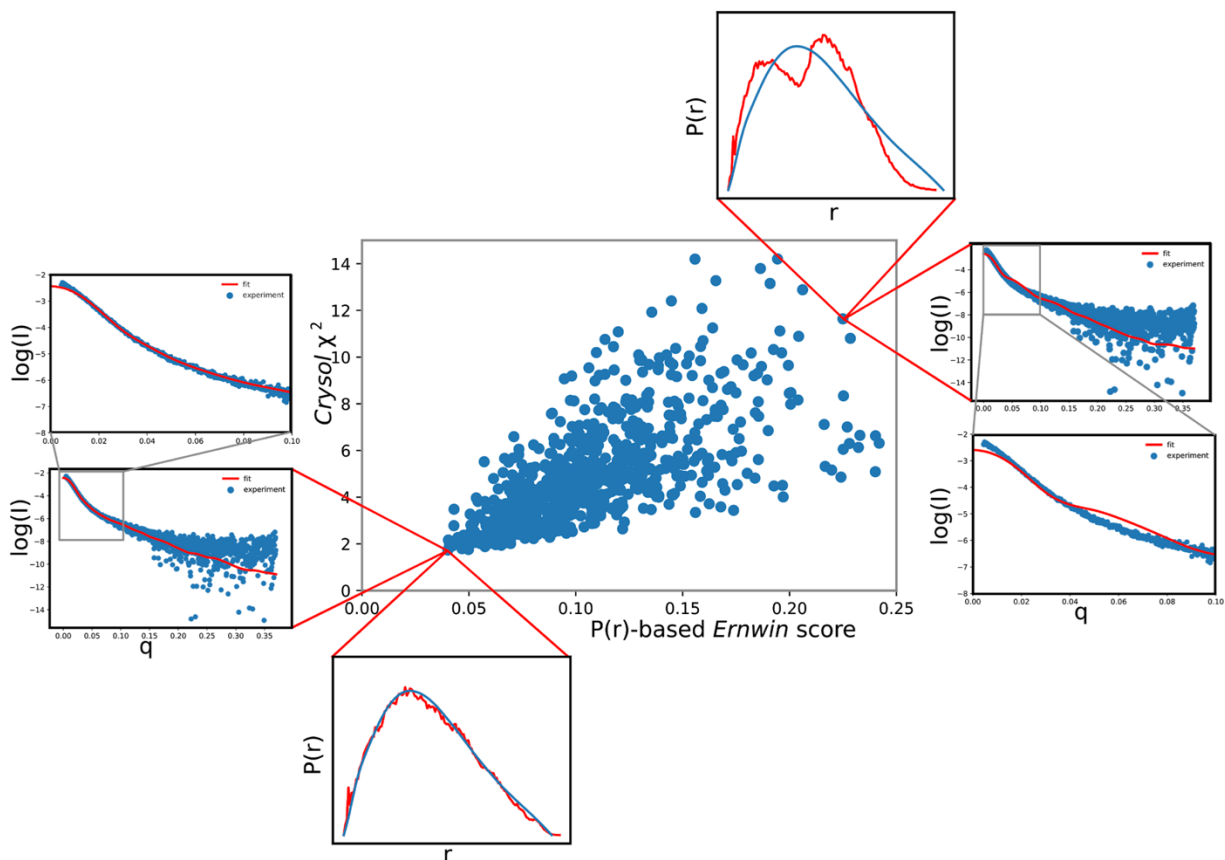 P(r)
r
−2
−3
−4
−5
−6
−7
−8
log(I)
fit
experiment
0.00 0.02 0.04 0.06 0.08 0.10
−2
−4
−6
−8
−10
−12
−14
log(I)
fit
experiment
0.00 0.05 0.10 0.15 0.20 0.25 0.30 0.35
q
14
12
10
8
6
4
2
0
Crysol χ²
0.00 0.05 0.10 0.15 0.20 0.25
P(r)-based Ernwin score
−4
−6
−8
−10
−12
−14
log(I)
fit
experiment
0.00 0.05 0.10 0.15 0.20 0.25 0.30 0.35
−2
−3
−4
−5
−6
−7
−8
log(I)
fit
experiment
0.00 0.02 0.04 0.06 0.08 0.10
q
P(r)
r